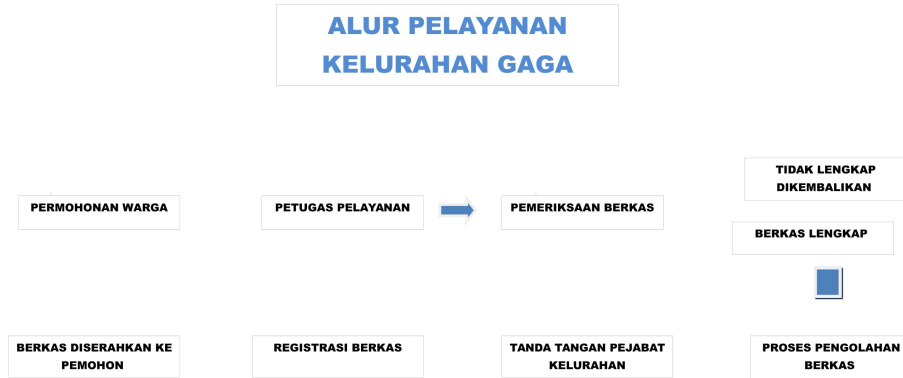 ALUR PELAYANAN
KELURAHAN GAGA
PERMOHONAN WARGA
PETUGAS PELAYANAN
PEMERIKSAAN BERKAS
TIDAK LENGKAP
DIKEMBALIKAN
BERKAS LENGKAP
BERKAS DISERAHKAN KE
PEMOHON
REGISTRASI BERKAS
TANDA TANGAN PEJABAT
KELURAHAN
PROSES PENGOLAHAN
BERKAS